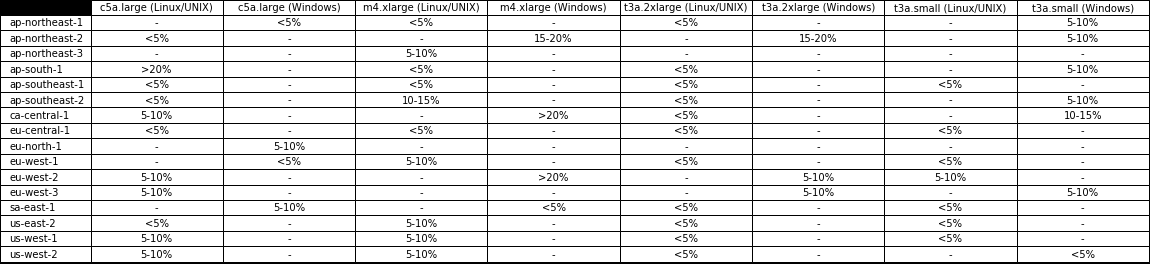 c5a.large (Linux/UNIX) c5a.large (Windows) m4.xlarge (Linux/UNIX) m4.xlarge (Windows) t3a.2xlarge (Linux/UNIX) t3a.2xlarge (Windows) t3a.small (Linux/UNIX) t3a.small (Windows)
ap-northeast-1 - <5% <5% - <5% - - 5-10%
ap-northeast-2 <5% - - 15-20% - 15-20% - 5-10%
ap-northeast-3 - - 5-10% - - - - -
ap-south-1 >20% - <5% - <5% - - 5-10%
ap-southeast-1 <5% - <5% - <5% - <5% -
ap-southeast-2 <5% - 10-15% - <5% - - 5-10%
ca-central-1 5-10% - - >20% <5% - - 10-15%
eu-central-1 <5% - <5% - <5% - <5% -
eu-north-1 - 5-10% - - - - - -
eu-west-1 - <5% 5-10% - <5% - <5% -
eu-west-2 5-10% - - >20% - 5-10% 5-10% -
eu-west-3 5-10% - - - - 5-10% - 5-10%
sa-east-1 - 5-10% - <5% <5% - <5% -
us-east-2 <5% - 5-10% - <5% - <5% -
us-west-1 5-10% - 5-10% - <5% - <5% -
us-west-2 5-10% - 5-10% - <5% - - <5%